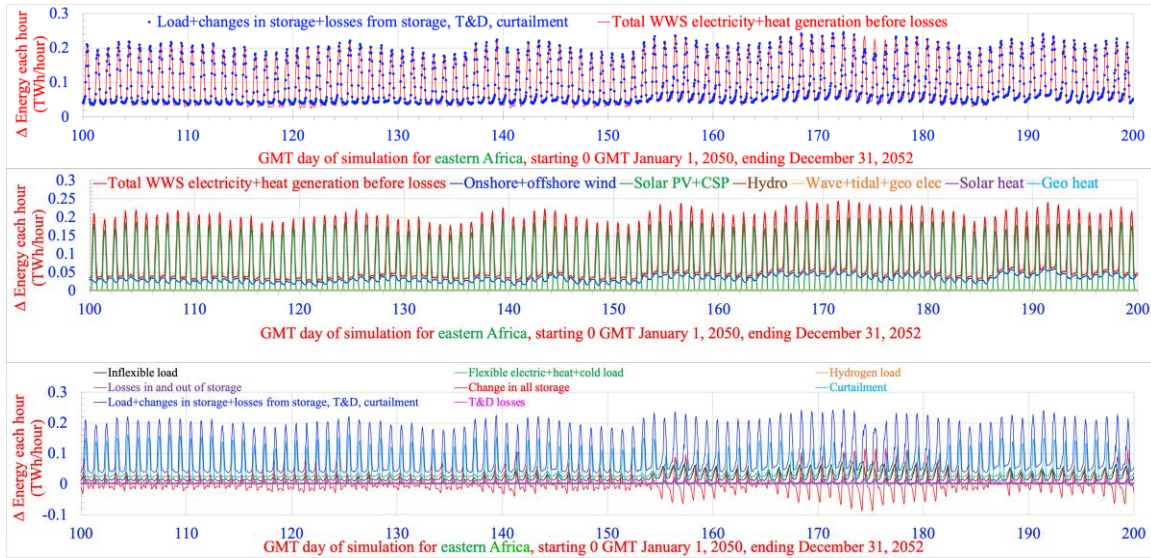 Load+changes in storage+losses from storage, T&D, curtailment Total WWS electricity+heat generation before losses
Δ Energy each hour
(TWh/hour)
0.3
0.2
0.1
0
100 110 120 130 140 150 160 170 180 190 200
GMT day of simulation for eastern Africa, starting 0 GMT January 1, 2050, ending December 31, 2052
Total WWS electricity+heat generation before losses Onshore+offshore wind Solar PV+CSP Hydro Wave+tidal+geo elec Solar heat Geo heat
Δ Energy each hour
(TWh/hour)
0.3
0.25
0.2
0.15
0.1
0.05
0
100 110 120 130 140 150 160 170 180 190 200
GMT day of simulation for eastern Africa, starting 0 GMT January 1, 2050, ending December 31, 2052
Inflexible load Flexible electric+heat+cold load Hydrogen load
Losses in and out of storage Change in all storage Curtailment
Load+changes in storage+losses from storage, T&D, curtailment T&D losses
Δ Energy each hour
(TWh/hour)
0.3
0.2
0.1
0
-0.1
100 110 120 130 140 150 160 170 180 190 200
GMT day of simulation for eastern Africa, starting 0 GMT January 1, 2050, ending December 31, 2052